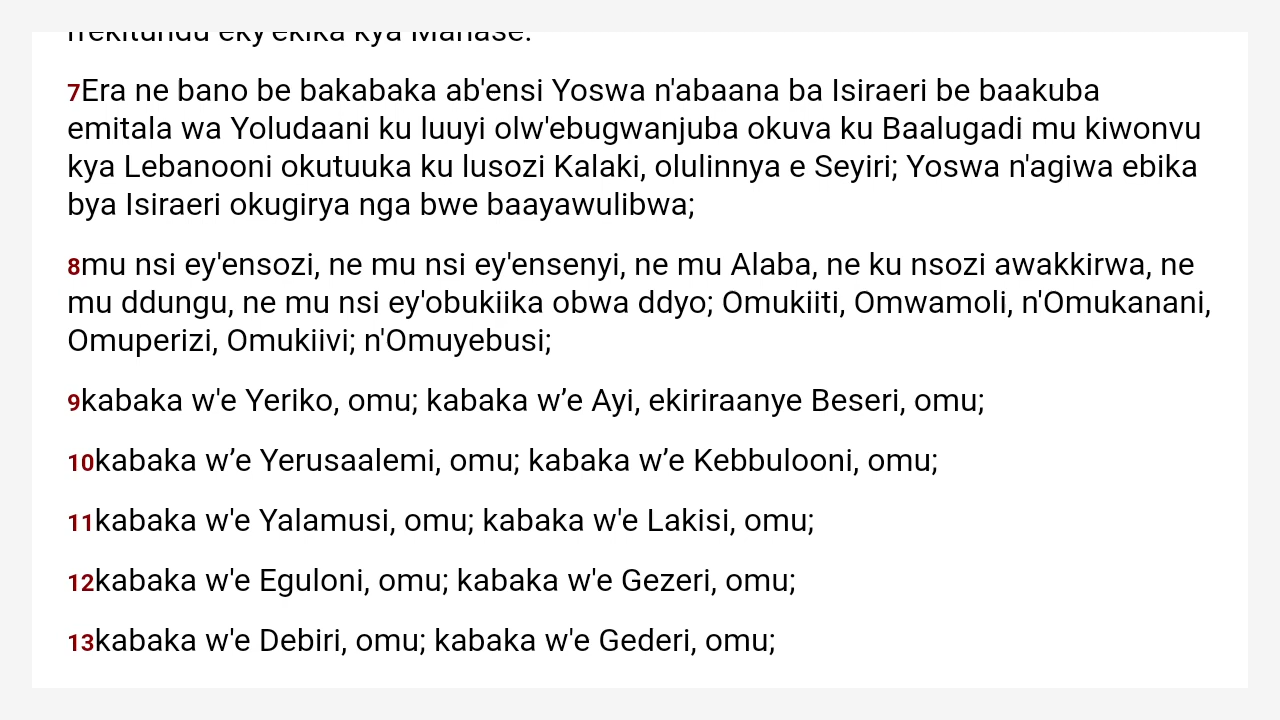 n'ekitundu eky'ekika kya Manase.
7Era ne bano be bakabaka ab'ensi Yoswa n'abaana ba Isiraeri be baakuba
emitala wa Yoludaani ku luuyi olw'ebugwanjuba okuva ku Baalugadi mu kiwonvu
kya Lebanooni okutuuka ku lusozi Kalaki, olulinnya e Seyiri; Yoswa n'agiwa ebika
bya Isiraeri okugirya nga bwe baayawulibwa;
8mu nsi ey'ensozi, ne mu nsi ey'ensenyi, ne mu Alaba, ne ku nsozi awakkirwa, ne
mu ddungu, ne mu nsi ey'obukiika obwa ddyo; Omukiiti, Omwamoli, n'Omukanani,
Omuperizi, Omukiivi; n'Omuyebusi;
9kabaka w'e Yeriko, omu; kabaka w’e Ayi, ekiriraanye Beseri, omu;
10kabaka w’e Yerusaalemi, omu; kabaka w’e Kebbulooni, omu;
11kabaka w'e Yalamusi, omu; kabaka w'e Lakisi, omu;
12kabaka w'e Eguloni, omu; kabaka w'e Gezeri, omu;
13kabaka w'e Debiri, omu; kabaka w'e Gederi, omu;